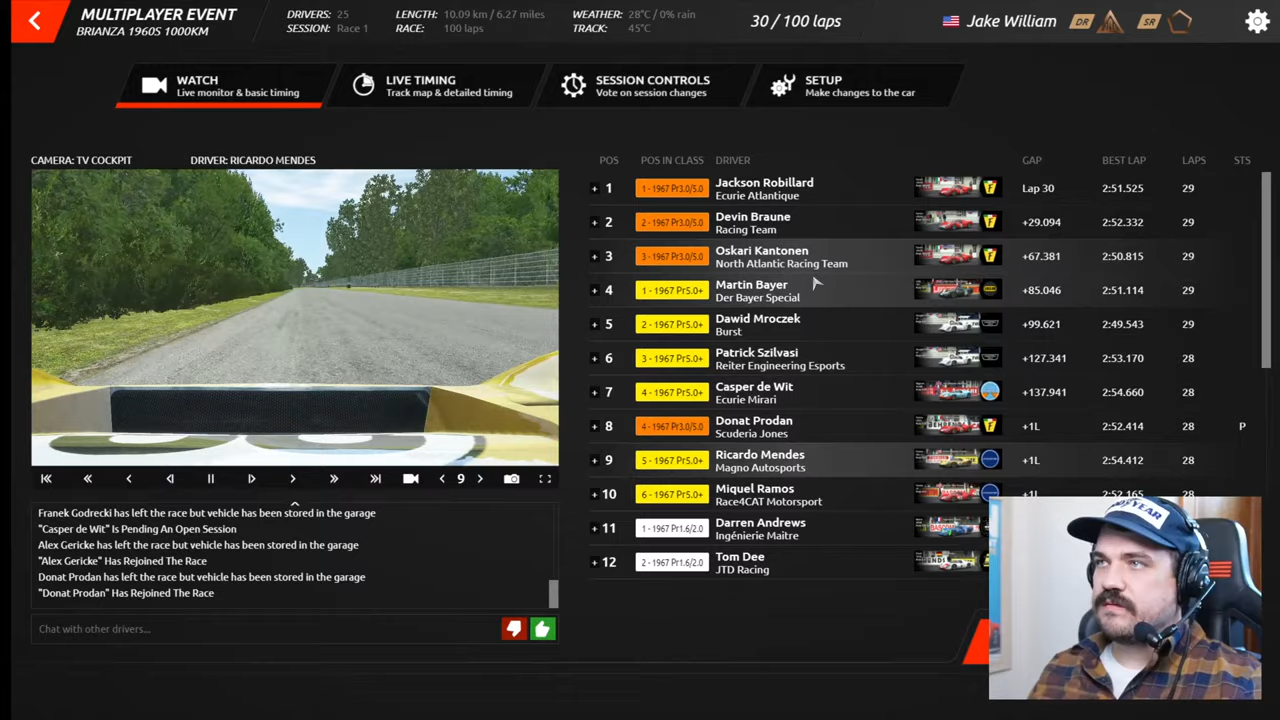 MULTIPLAYER EVENT
BRIANZA 1960S 1000KM
DRIVERS: 25
SESSION: Race 1
LENGTH: 10.09 km / 6.27 miles
RACE: 100 laps
WEATHER: 28°C / 0% rain
TRACK: 45°C
30 / 100 laps
Jake William
DR
SR
WATCH
Live monitor & basic timing
LIVE TIMING
Track map & detailed timing
SESSION CONTROLS
Vote on session changes
SETUP
Make changes to the car
CAMERA: TV COCKPIT DRIVER: RICARDO MENDES
POS POS IN CLASS DRIVER GAP BEST LAP LAPS STS
+ 1 1 - 1967 Pr3.0/5.0 Jackson Robillard Lap 30 2:51.525 29
Ecurie Atlantique
+ 2 2 - 1967 Pr3.0/5.0 Devin Braune +29.094 2:52.332 29
Racing Team
+ 3 3 - 1967 Pr3.0/5.0 Oskari Kantonen +67.381 2:50.815 29
North Atlantic Racing Team
+ 4 1 - 1967 Pr5.0+ Martin Bayer +85.046 2:51.114 29
Der Bayer Special
+ 5 2 - 1967 Pr5.0+ Dawid Mroczek +99.621 2:49.543 29
Burst
+ 6 3 - 1967 Pr5.0+ Patrick Szilvasi +127.341 2:53.170 28
Reiter Engineering Esports
+ 7 4 - 1967 Pr5.0+ Casper de Wit +137.941 2:54.660 28
Ecurie Mirari
+ 8 4 - 1967 Pr3.0/5.0 Donat Prodan +1L 2:52.414 28 P
Scuderia Jones
+ 9 5 - 1967 Pr5.0+ Ricardo Mendes +1L 2:54.412 28
Magno Autosports
+ 10 6 - 1967 Pr5.0+ Miquel Ramos +1L 2:52.165 28
Race4CAT Motorsport
+ 11 1 - 1967 Pr1.6/2.0 Darren Andrews
Ingénierie Maitre
+ 12 2 - 1967 Pr1.6/2.0 Tom Dee
JTD Racing
9
Franek Godrecki has left the race but vehicle has been stored in the garage
"Casper de Wit" Is Pending An Open Session
Alex Gericke has left the race but vehicle has been stored in the garage
"Alex Gericke" Has Rejoined The Race
Donat Prodan has left the race but vehicle has been stored in the garage
"Donat Prodan" Has Rejoined The Race
Chat with other drivers...